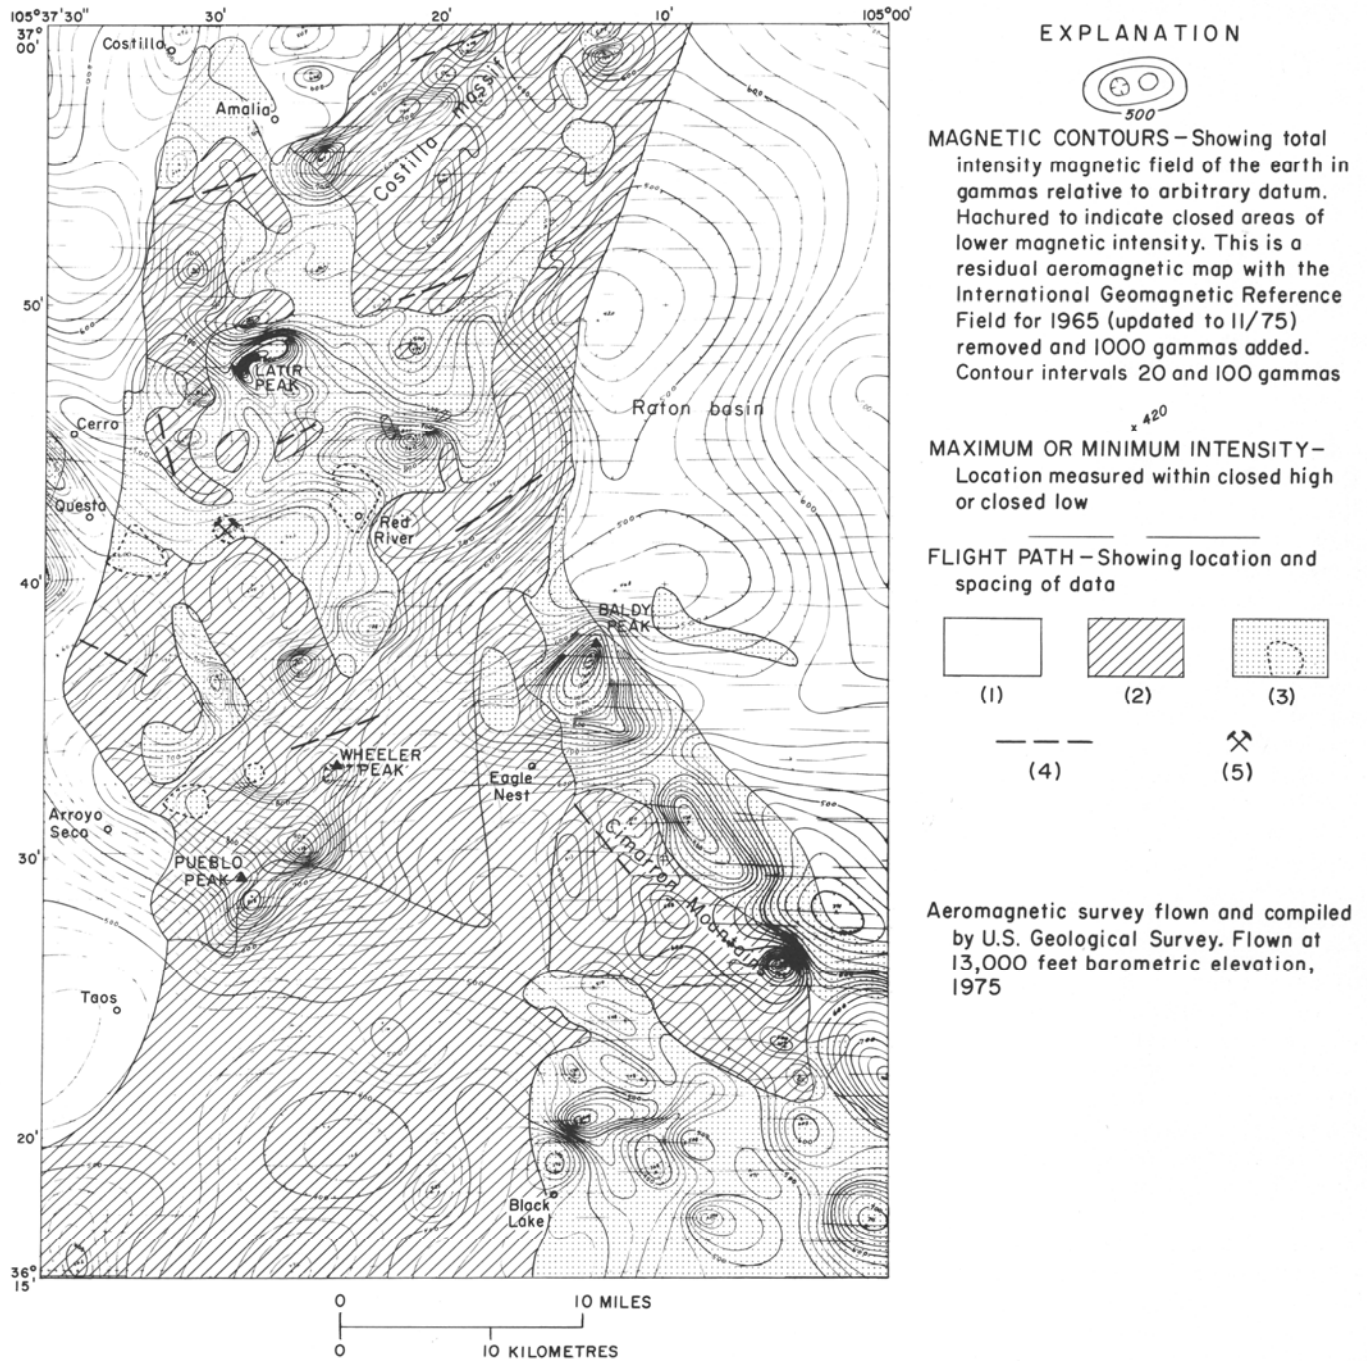 105°37'30"
30'
20'
10'
105°00'
37°
00'
Costilla
Amalia
Costilla massif
50'
LATIR
PEAK
Raton basin
Cerro
Questa
Red
River
40'
BALDY
PEAK
WHEELER
PEAK
Eagle
Nest
Arroyo
Seco
30'
PUEBLO
PEAK
Cimarron Mountains
Taos
20'
Black
Lake
36°
15'
0
10 MILES
0
10 KILOMETRES
EXPLANATION
500
MAGNETIC CONTOURS—Showing total
intensity magnetic field of the earth in
gammas relative to arbitrary datum.
Hachured to indicate closed areas of
lower magnetic intensity. This is a
residual aeromagnetic map with the
International Geomagnetic Reference
Field for 1965 (updated to 11/75)
removed and 1000 gammas added.
Contour intervals 20 and 100 gammas
x 420
MAXIMUM OR MINIMUM INTENSITY—
Location measured within closed high
or closed low
FLIGHT PATH—Showing location and
spacing of data
(1)
(2)
(3)
(4)
(5)
Aeromagnetic survey flown and compiled
by U.S. Geological Survey. Flown at
13,000 feet barometric elevation,
1975